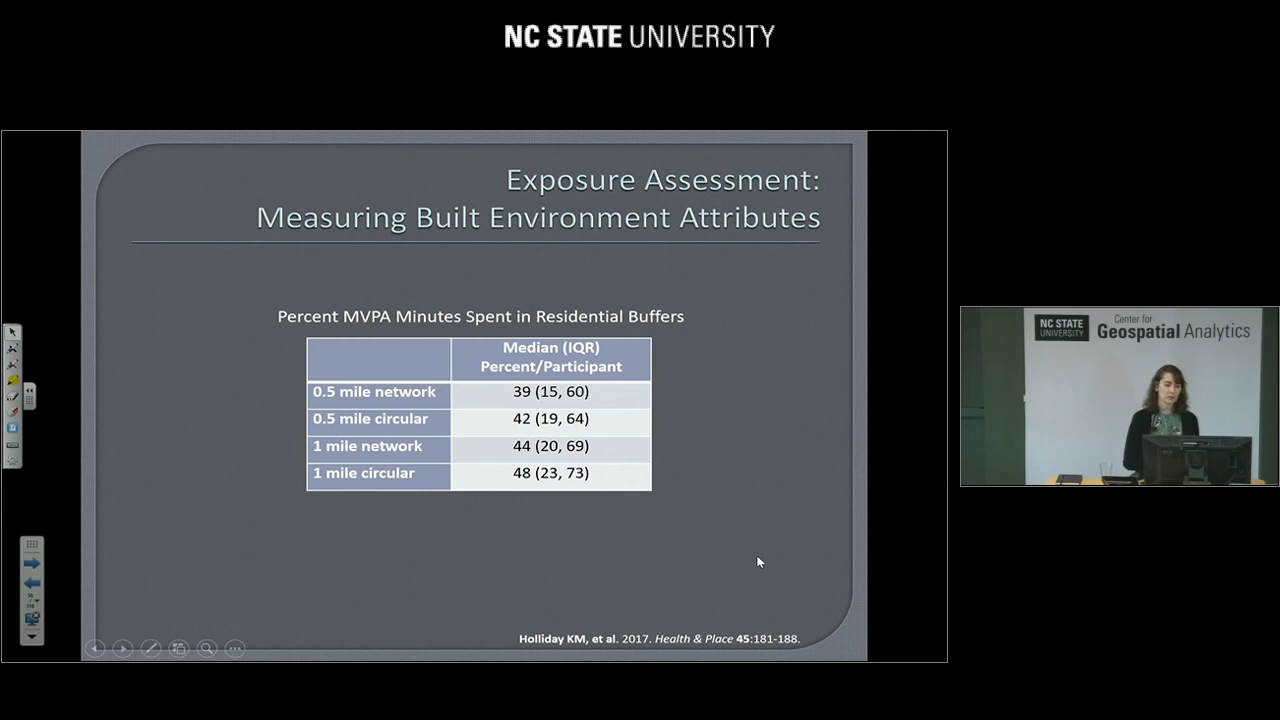 NC STATE UNIVERSITY
Exposure Assessment:
Measuring Built Environment Attributes
Percent MVPA Minutes Spent in Residential Buffers
Median (IQR)
Percent/Participant
0.5 mile network 39 (15, 60)
0.5 mile circular 42 (19, 64)
1 mile network 44 (20, 69)
1 mile circular 48 (23, 73)
Holliday KM, et al. 2017. Health & Place 45:181-188.
NC STATE
UNIVERSITY
Center for
Geospatial Analytics